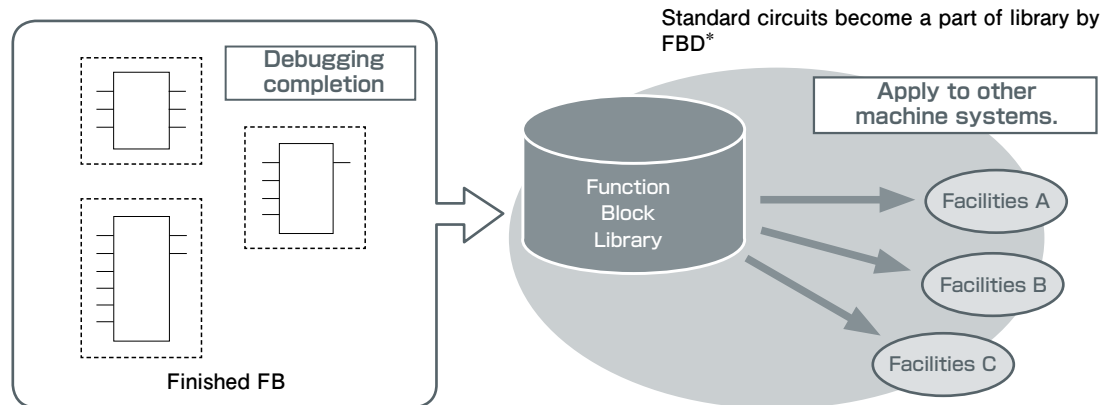 Standard circuits become a part of library by
FBD*
Debugging
completion
Apply to other
machine systems.
Function
Block
Library
Facilities A
Facilities B
Facilities C
Finished FB